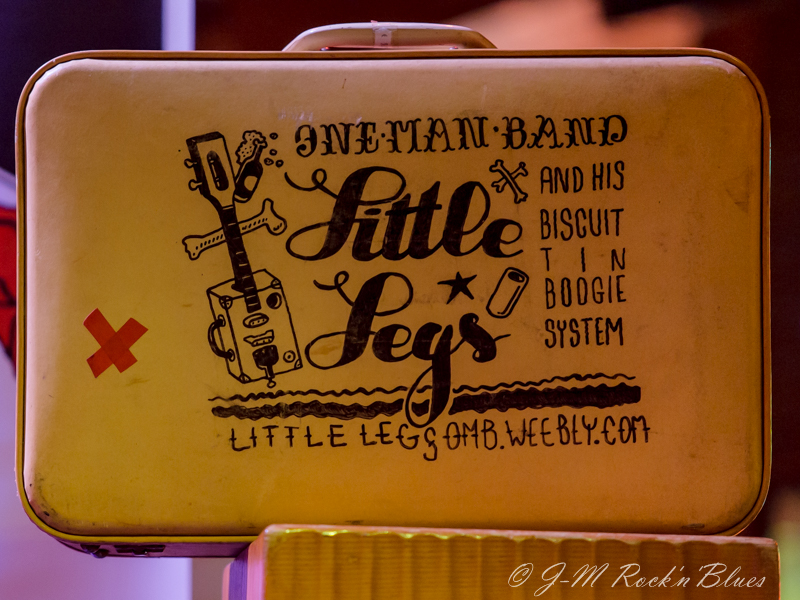 ONE·MAN·BAND
Little
Legs
AND HIS
BISCUIT
TIN
BOOGIE
SYSTEM
LITTLELEGSOMB.WEEBLY.COM
© J-M Rock'n Blues